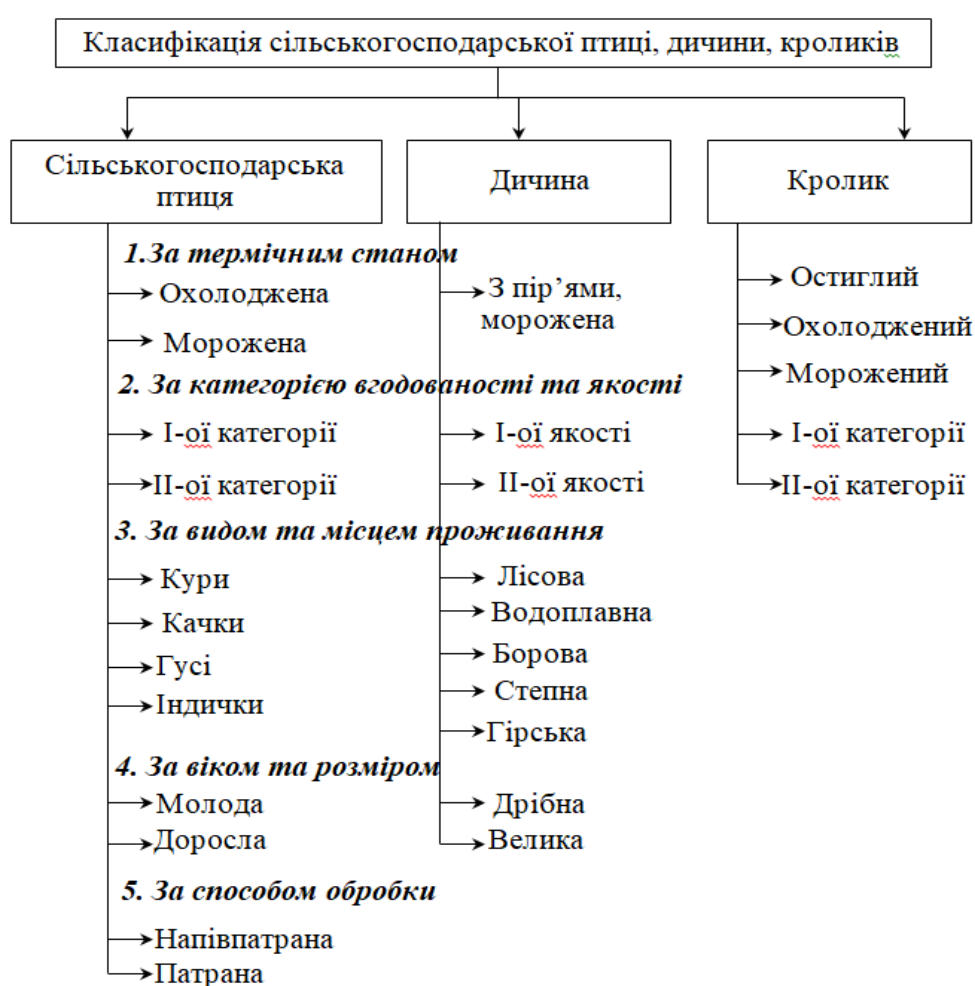 Класифікація сільськогосподарської птиці, дичини, кроликів
Сільськогосподарська
птиця
Дичина
Кролик
1.За термічним станом
Охолоджена
Морожена
З пір’ями,
морожена
Остиглий
Охолоджений
Морожений
2. За категорією вгодованості та якості
І-ої категорії
ІІ-ої категорії
І-ої якості
ІІ-ої якості
І-ої категорії
ІІ-ої категорії
3. За видом та місцем проживання
Кури
Качки
Гусі
Індички
Лісова
Водоплавна
Борова
Степна
Гірська
4. За віком та розміром
Молода
Доросла
Дрібна
Велика
5. За способом обробки
Напівпатрана
Патрана